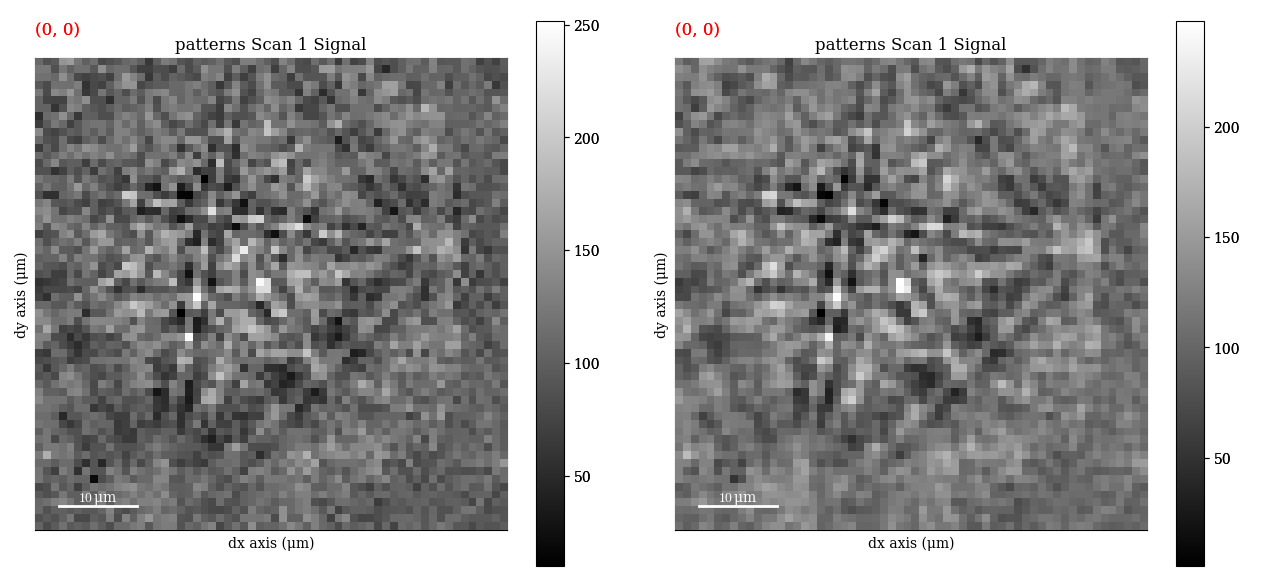 (0, 0)
patterns Scan 1 Signal
250
200
150
100
50
dy axis (μm)
10 μm
dx axis (μm)
(0, 0)
patterns Scan 1 Signal
200
150
100
50
dy axis (μm)
10 μm
dx axis (μm)